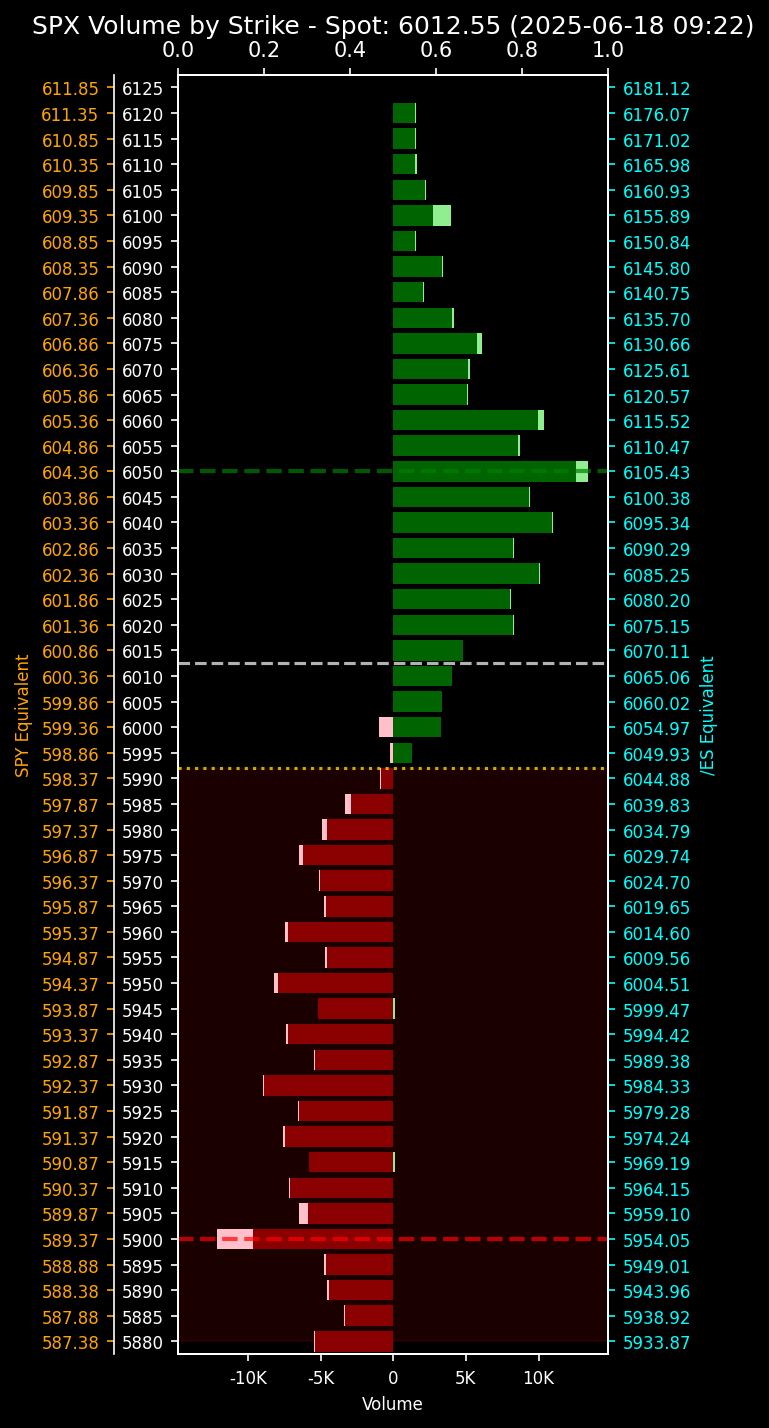 SPX Volume by Strike - Spot: 6012.55 (2025-06-18 09:22)
0.0 0.2 0.4 0.6 0.8 1.0
611.85 6125 6181.12
611.35 6120 6176.07
610.85 6115 6171.02
610.35 6110 6165.98
609.85 6105 6160.93
609.35 6100 6155.89
608.85 6095 6150.84
608.35 6090 6145.80
607.86 6085 6140.75
607.36 6080 6135.70
606.86 6075 6130.66
606.36 6070 6125.61
605.86 6065 6120.57
605.36 6060 6115.52
604.86 6055 6110.47
604.36 6050 6105.43
603.86 6045 6100.38
603.36 6040 6095.34
602.86 6035 6090.29
602.36 6030 6085.25
601.86 6025 6080.20
601.36 6020 6075.15
600.86 6015 6070.11
600.36 6010 6065.06
599.86 6005 6060.02
599.36 6000 6054.97
598.86 5995 6049.93
598.37 5990 6044.88
597.87 5985 6039.83
597.37 5980 6034.79
596.87 5975 6029.74
596.37 5970 6024.70
595.87 5965 6019.65
595.37 5960 6014.60
594.87 5955 6009.56
594.37 5950 6004.51
593.87 5945 5999.47
593.37 5940 5994.42
592.87 5935 5989.38
592.37 5930 5984.33
591.87 5925 5979.28
591.37 5920 5974.24
590.87 5915 5969.19
590.37 5910 5964.15
589.87 5905 5959.10
589.37 5900 5954.05
588.88 5895 5949.01
588.38 5890 5943.96
587.88 5885 5938.92
587.38 5880 5933.87
SPY Equivalent
/ES Equivalent
-10K -5K 0 5K 10K
Volume